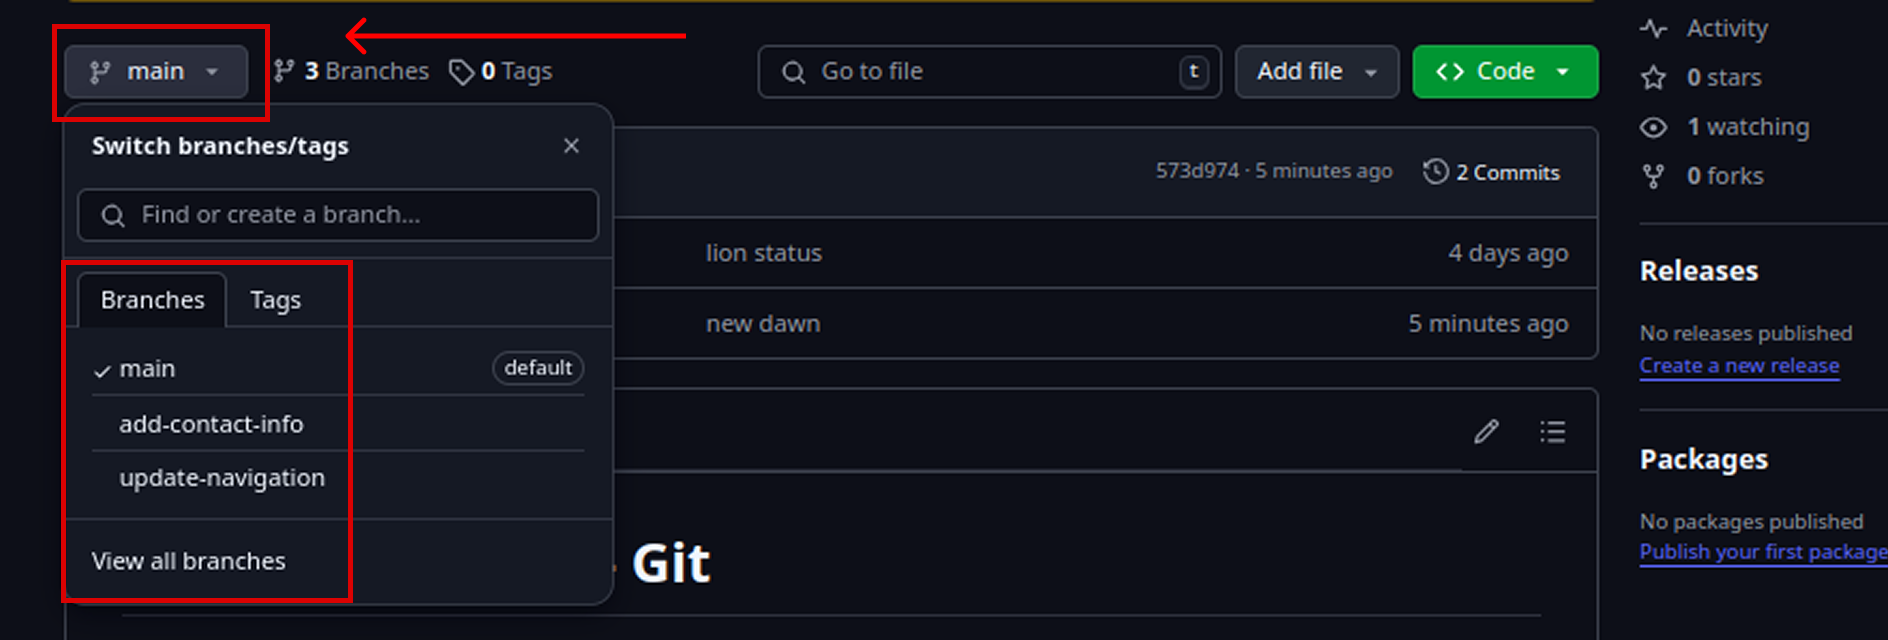 main
3 Branches
0 Tags
Go to file
t
Add file
Code
Switch branches/tags
Find or create a branch...
Branches
Tags
main
default
add-contact-info
update-navigation
View all branches
573d974 · 5 minutes ago
2 Commits
lion status
4 days ago
new dawn
5 minutes ago
Git
Activity
0 stars
1 watching
0 forks
Releases
No releases published
Create a new release
Packages
No packages published
Publish your first package